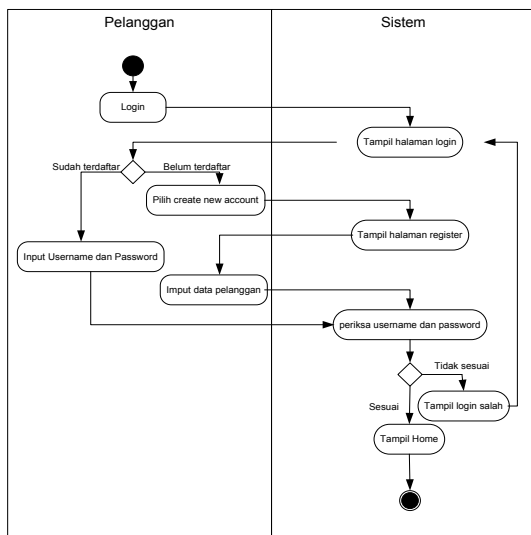 Pelanggan
Sistem
Login
Tampil halaman login
Sudah terdaftar
Belum terdaftar
Pilih create new account
Tampil halaman register
Input Username dan Password
Imput data pelanggan
periksa username dan password
Tidak sesuai
Tampil login salah
Sesuai
Tampil Home